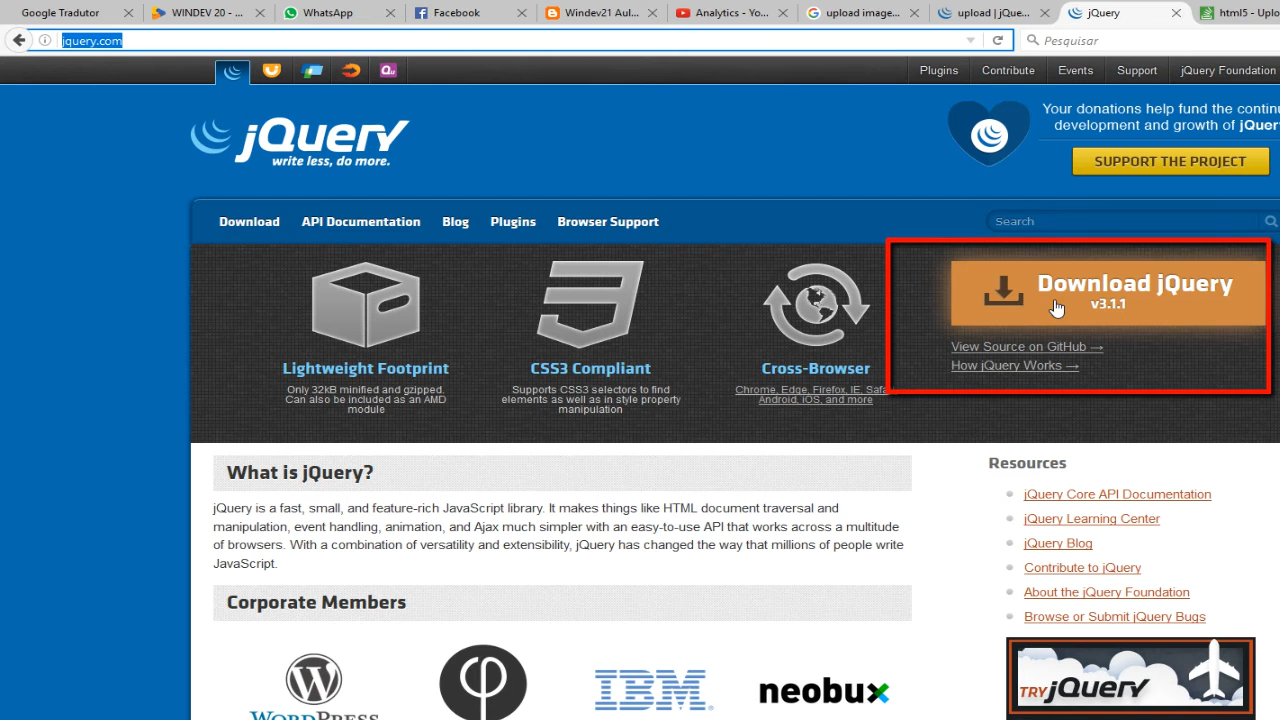 Google Tradutor
WINDEV 20 - ...
WhatsApp
Facebook
Windev21 Aul...
Analytics - Yo...
upload image...
upload | jQue...
jQuery
html5 - Uplo
jquery.com
Pesquisar
Plugins
Contribute
Events
Support
jQuery Foundation
jQuery
write less, do more.
Your donations help fund the contin
development and growth of jQuer
SUPPORT THE PROJECT
Download
API Documentation
Blog
Plugins
Browser Support
Search
Lightweight Footprint
Only 32kB minified and gzipped.
Can also be included as an AMD
module
CSS3 Compliant
Supports CSS3 selectors to find
elements as well as in style property
manipulation
Cross-Browser
Chrome, Edge, Firefox, IE, Safa
Android, iOS, and more
Download jQuery
v3.1.1
View Source on GitHub →
How jQuery Works →
What is jQuery?
jQuery is a fast, small, and feature-rich JavaScript library. It makes things like HTML document traversal and
manipulation, event handling, animation, and Ajax much simpler with an easy-to-use API that works across a multitude
of browsers. With a combination of versatility and extensibility, jQuery has changed the way that millions of people write
JavaScript.
Corporate Members
WORDPRESS
IBM
neobux
Resources
jQuery Core API Documentation
jQuery Learning Center
jQuery Blog
Contribute to jQuery
About the jQuery Foundation
Browse or Submit jQuery Bugs
TRY jQuery